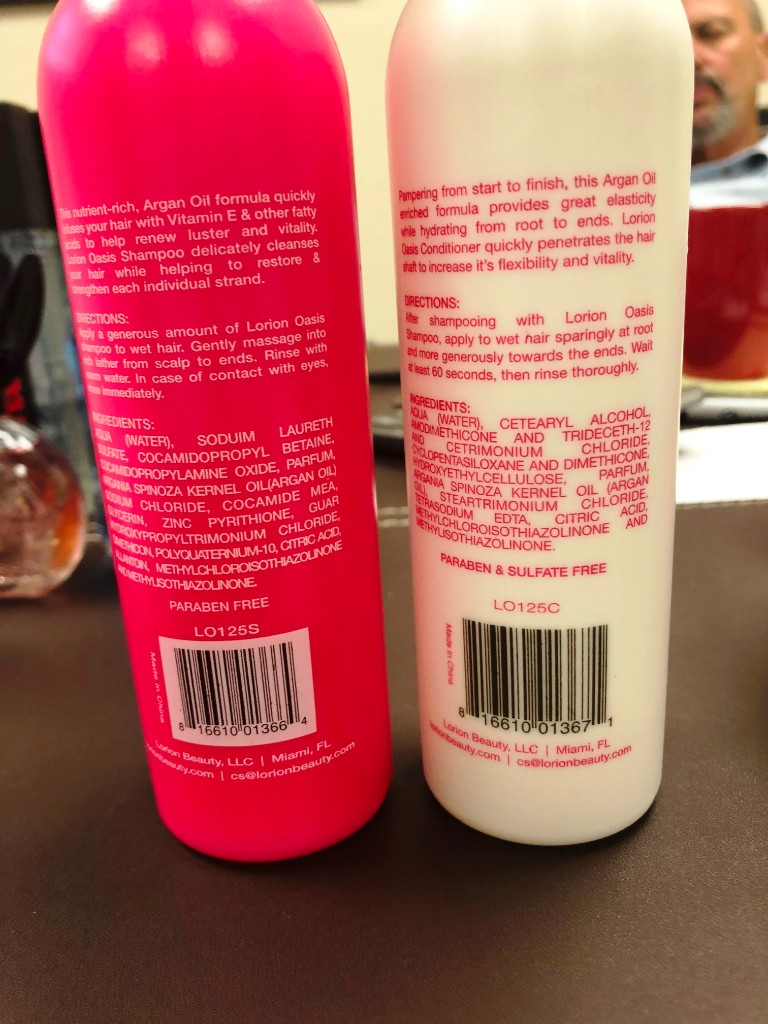 This nutrient-rich, Argan Oil formula quickly
infuses your hair with Vitamin E & other fatty
acids to help renew luster and vitality.
Lorion Oasis Shampoo delicately cleanses
your hair while helping to restore &
strengthen each individual strand.
DIRECTIONS:
Apply a generous amount of Lorion Oasis
Shampoo to wet hair. Gently massage into
rich lather from scalp to ends. Rinse with
warm water. In case of contact with eyes,
rinse immediately.
INGREDIENTS:
AQUA (WATER), SODUIM LAURETH
SULFATE, COCAMIDOPROPYL BETAINE,
COCAMIDOPROPYLAMINE OXIDE, PARFUM,
ARGANIA SPINOZA KERNEL OIL(ARGAN OIL)
SODIUM CHLORIDE, COCAMIDE MEA,
GLYCERIN, ZINC PYRITHIONE, GUAR
HYDROXYPROPYLTRIMONIUM CHLORIDE,
SIMETHICON, POLYQUATERNIUM-10, CITRIC ACID,
ALLANTOIN, METHYLCHLOROISOTHIAZOLINONE
AND METHYLISOTHIAZOLINONE.
PARABEN FREE
LO125S
Made in China
8 16610 01366 4
Lorion Beauty, LLC | Miami, FL
lorionbeauty.com | cs@lorionbeauty.com
Pampering from start to finish, this Argan Oil
enriched formula provides great elasticity
while hydrating from root to ends. Lorion
Oasis Conditioner quickly penetrates the hair
shaft to increase it's flexibility and vitality.
DIRECTIONS:
After shampooing with Lorion Oasis
Shampoo, apply to wet hair sparingly at root
and more generously towards the ends. Wait
at least 60 seconds, then rinse thoroughly.
INGREDIENTS:
AQUA (WATER), CETEARYL ALCOHOL,
AMODIMETHICONE AND TRIDECETH-12
AND CETRIMONIUM CHLORIDE,
CYCLOPENTASILOXANE AND DIMETHICONE,
HYDROXYETHYLCELLULOSE, PARFUM,
ARGANIA SPINOZA KERNEL OIL (ARGAN
OIL), STEARTRIMONIUM CHLORIDE,
TETRASODIUM EDTA, CITRIC ACID,
METHYLCHLOROISOTHIAZOLINONE AND
METHYLISOTHIAZOLINONE.
PARABEN & SULFATE FREE
LO125C
Made in China
8 16610 01367 1
Lorion Beauty, LLC | Miami, FL
lorionbeauty.com | cs@lorionbeauty.com